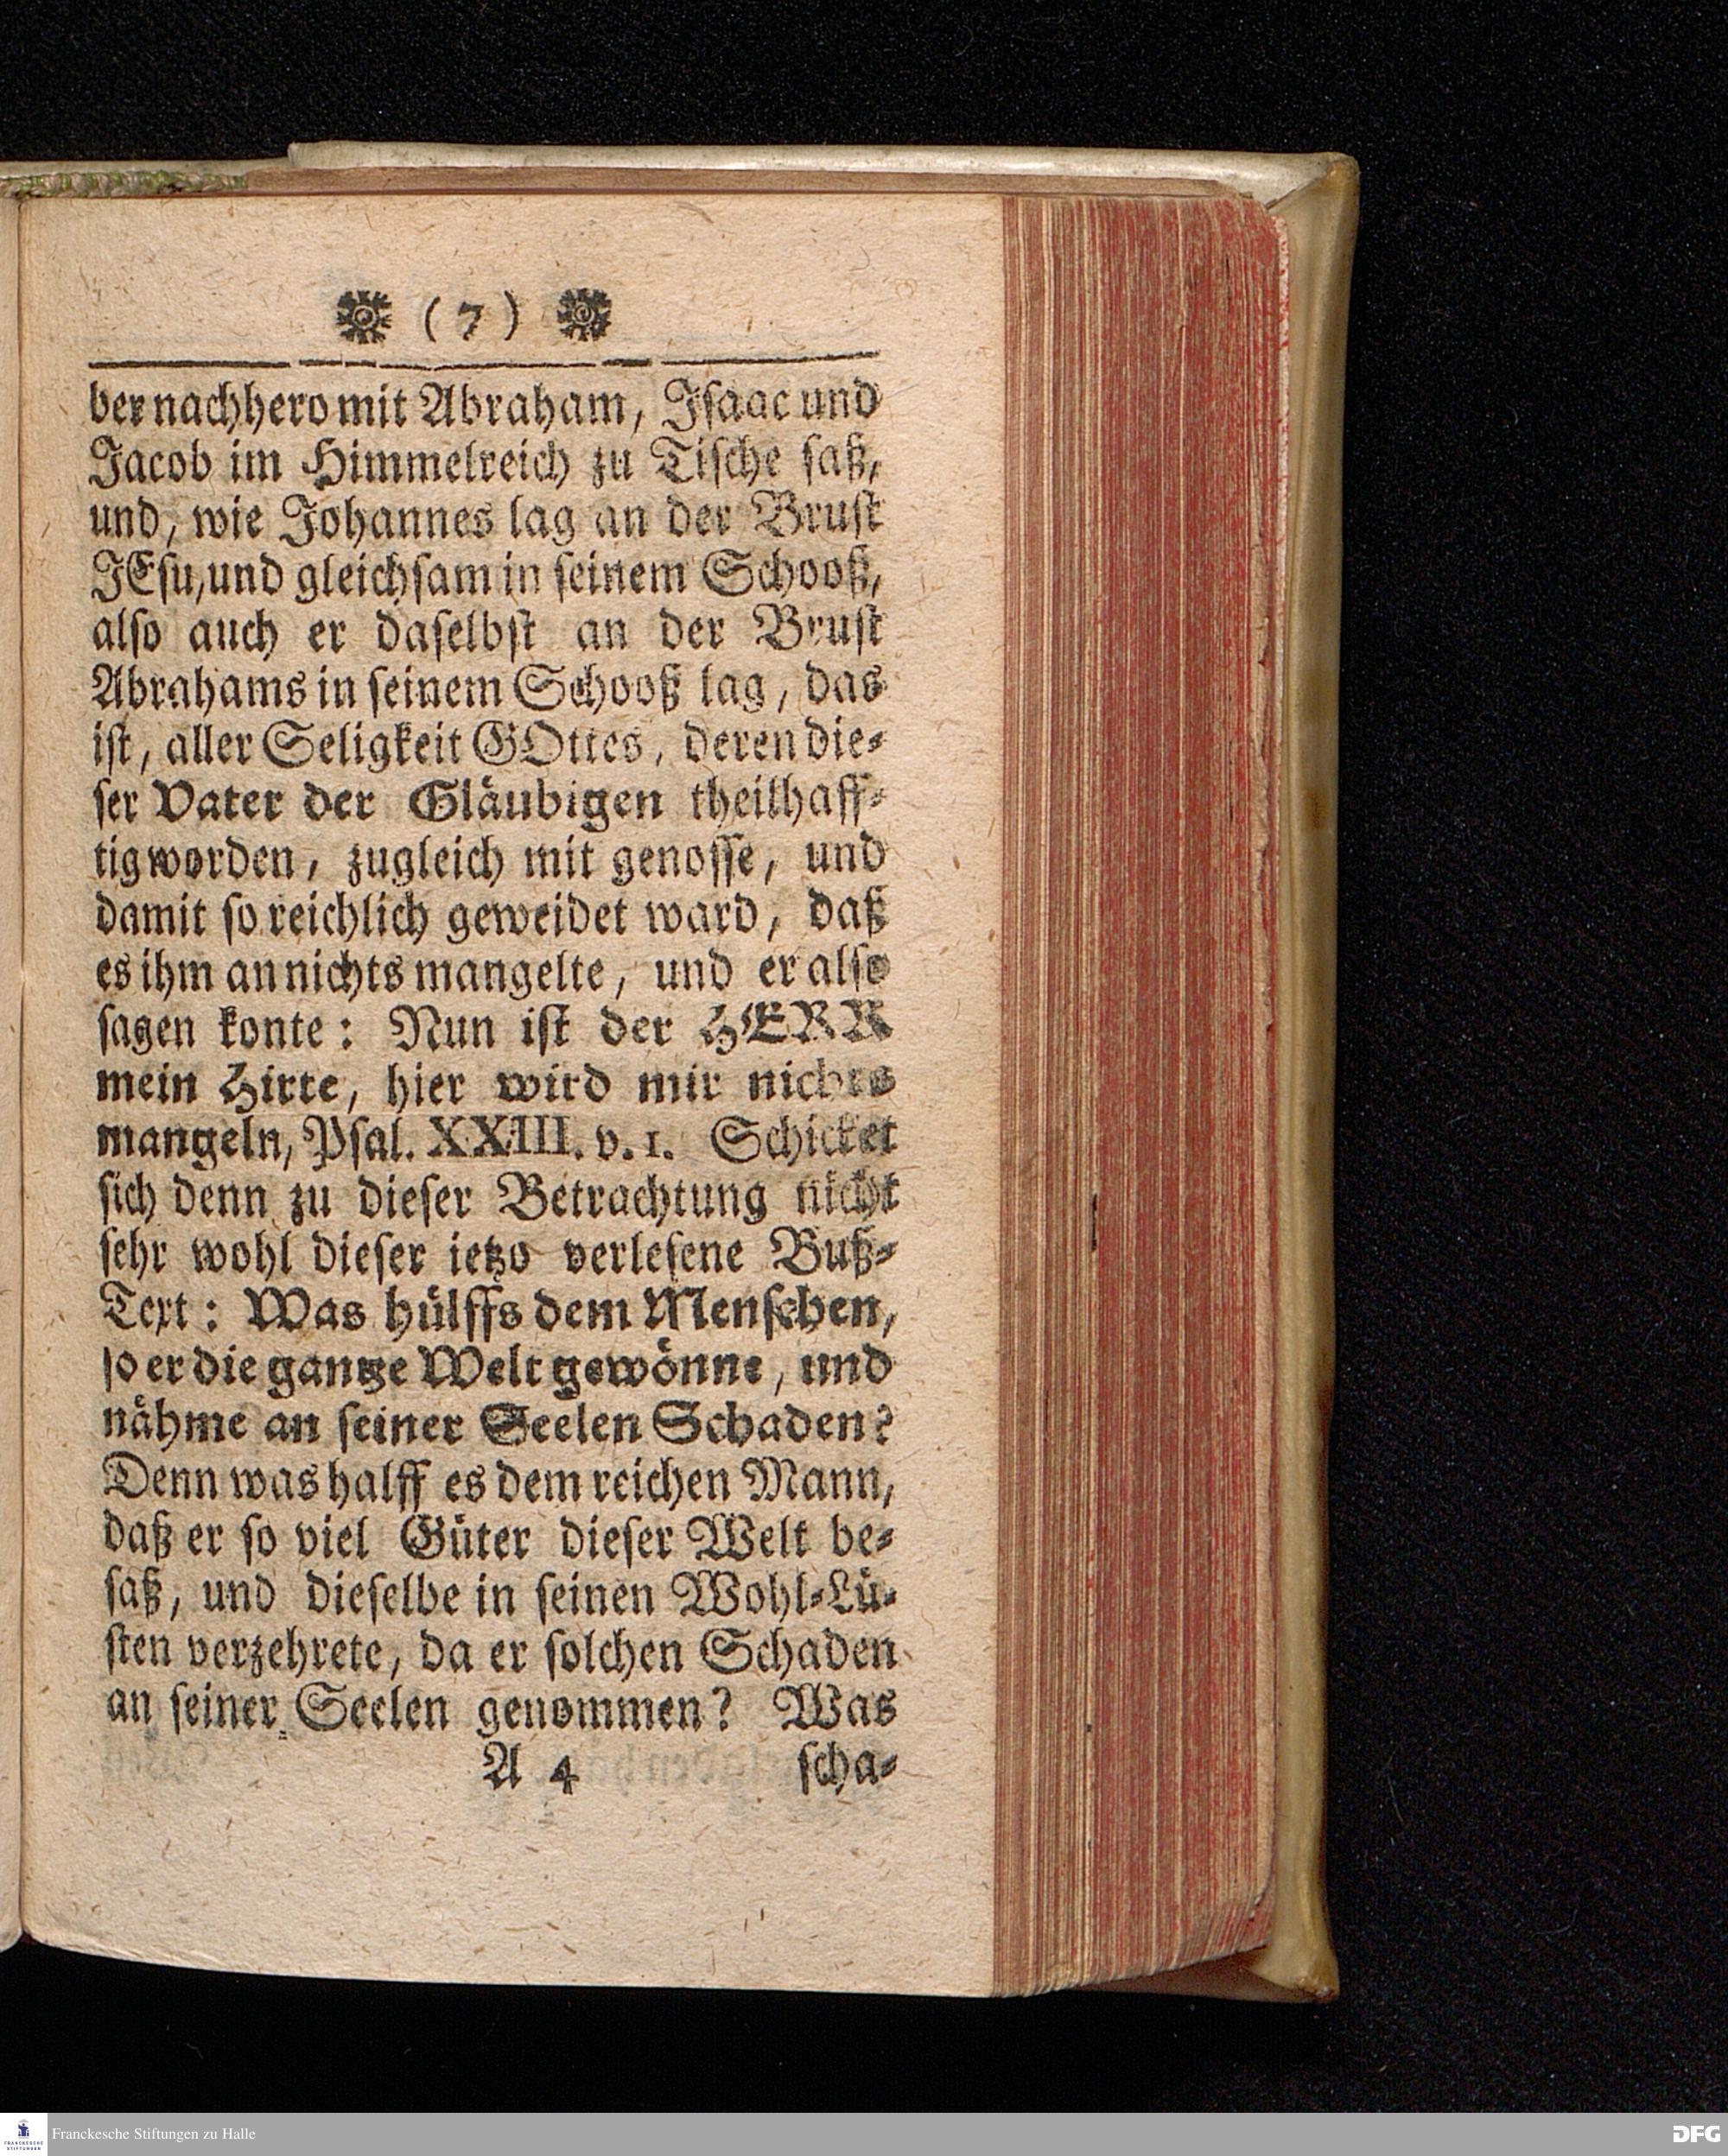 ( 7 )
ber nachhero mit Abraham, Iſaac und
Jacob im Himmelreich zu Tiſche ſaß,
und, wie Johannes lag an der Bruſt
JEſu, und gleichſam in ſeinem Schooß,
alſo auch er daſelbſt an der Bruſt
Abrahams in ſeinem Schooß lag, das
iſt, aller Seligkeit GOttes, deren die⸗
ſer Vater der Gläubigen theilhaff⸗
tig worden, zugleich mit genoſſe, und
damit ſo reichlich geweidet ward, daß
es ihm an nichts mangelte, und er alſo
ſagen konte: Nun iſt der HERR
mein Hirte, hier wird mir nichts
mangeln, Pſal. XXIII. v. 1. Schicket
ſich denn zu dieſer Betrachtung nicht
ſehr wohl dieſer ietzo verleſene Buß⸗
Text: Was hülffs dem Menſchen,
ſo er die gantze Welt gewönne, und
nähme an ſeiner Seelen Schaden?
Denn was halff es dem reichen Mann,
daß er ſo viel Güter dieſer Welt be⸗
ſaß, und dieſelbe in ſeinen Wohl⸗Lü⸗
ſten verzehrete, da er ſolchen Schaden
an ſeiner Seelen genommen? Was
A 4 ſcha⸗
FRANCKESCHE STIFTUNGEN
Franckesche Stiftungen zu Halle
DFG